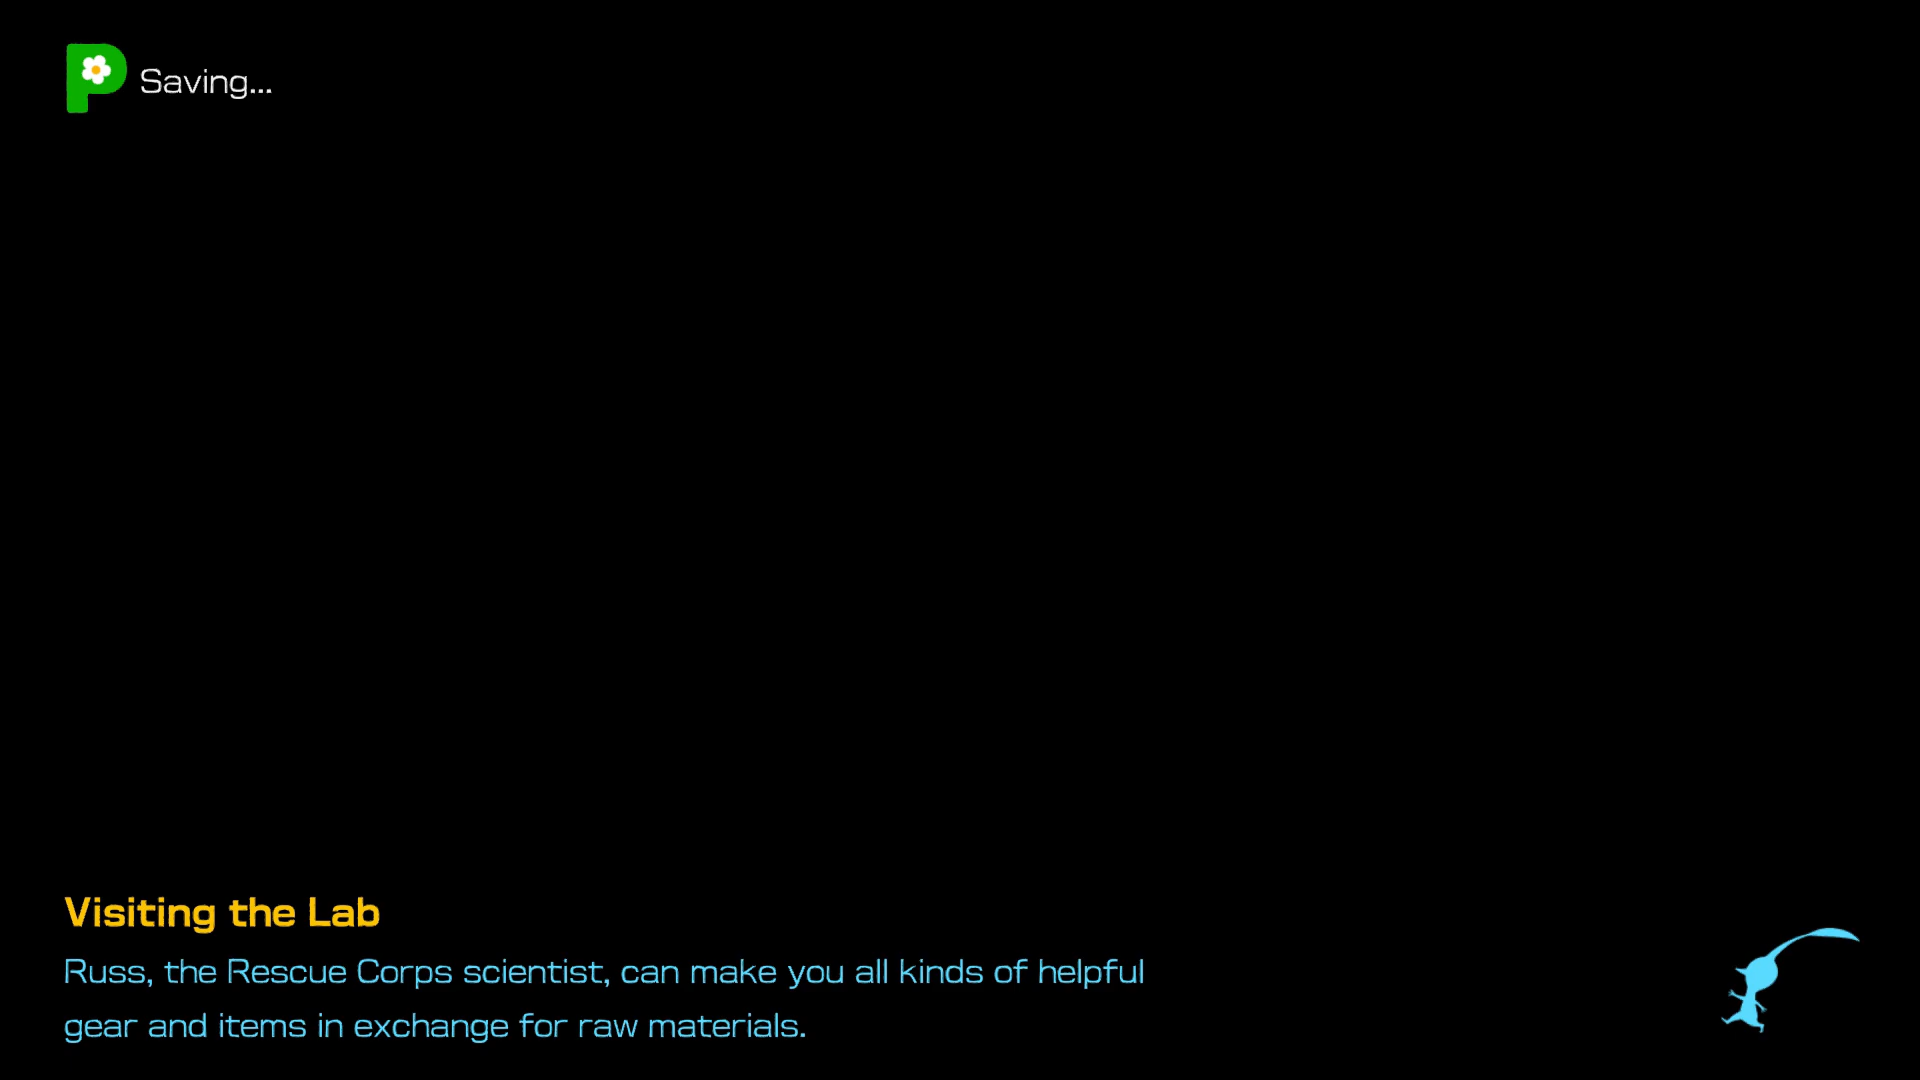 P Saving...
Visiting the Lab
Russ, the Rescue Corps scientist, can make you all kinds of helpful
gear and items in exchange for raw materials.